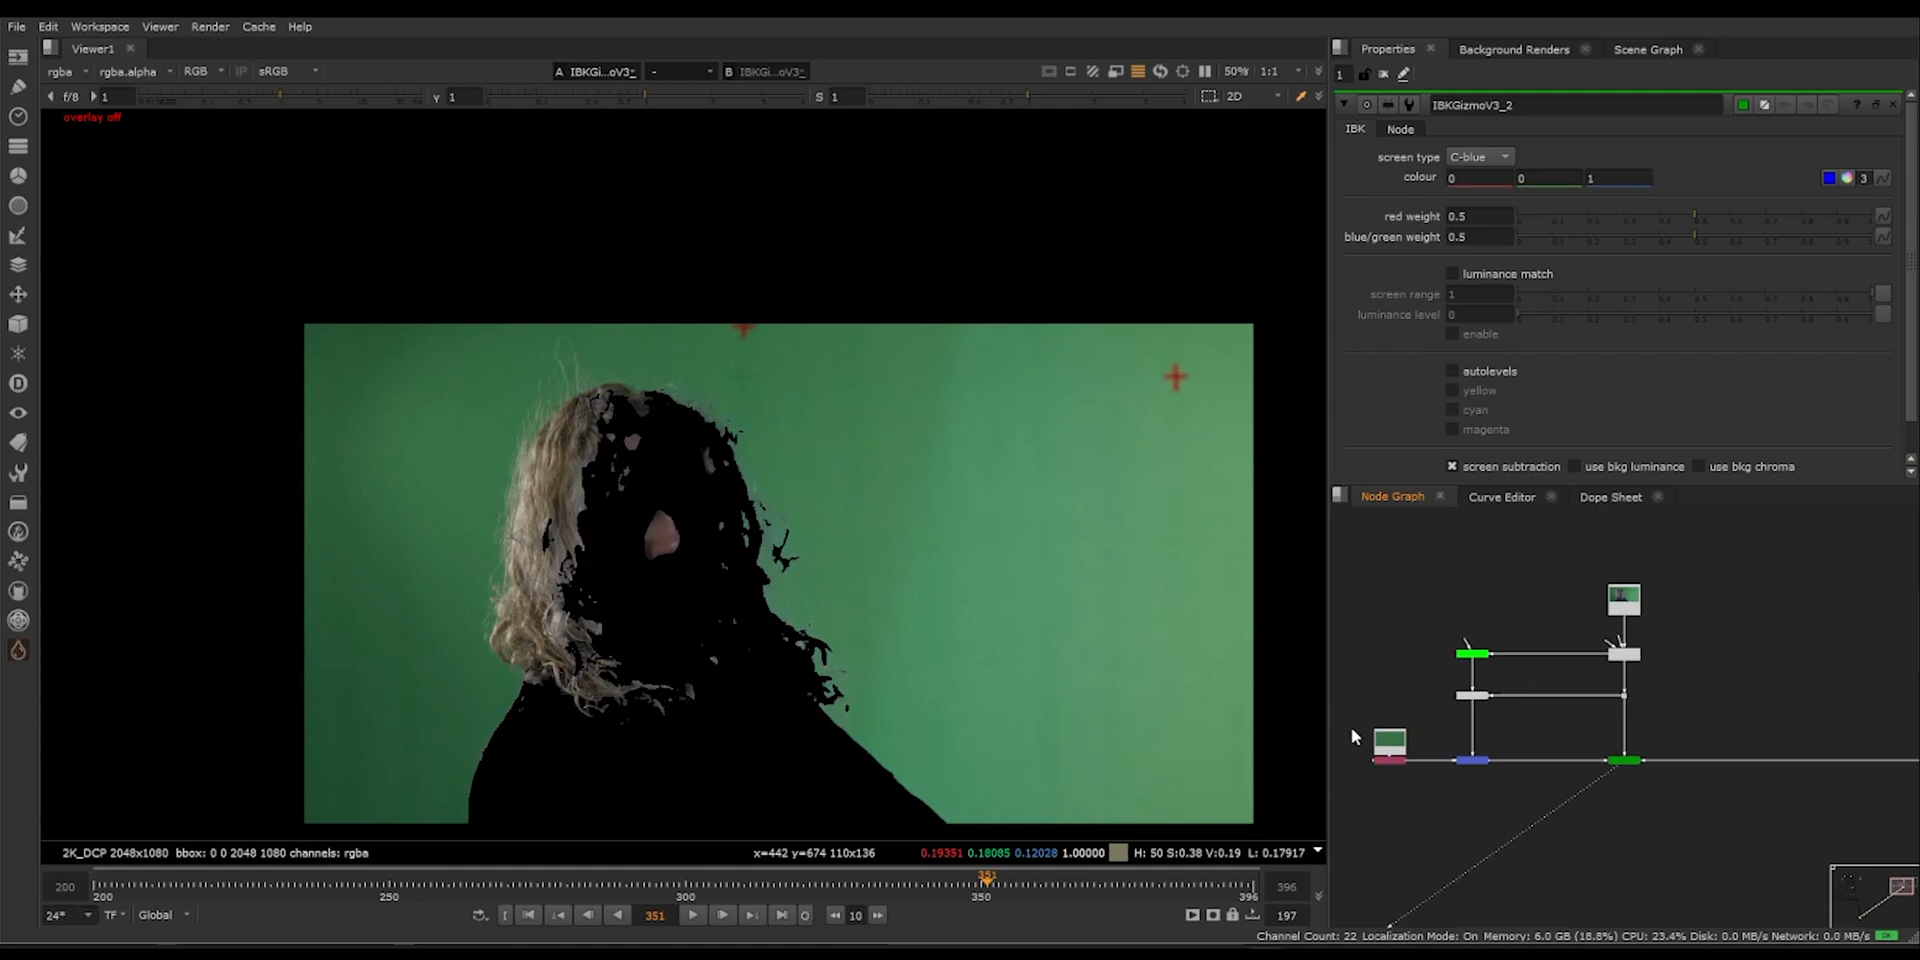 File Edit Workspace Viewer Render Cache Help
Viewer1
rgba rgba.alpha RGB IP sRGB A IBKGi...oV3_ - B IBKGi...oV3_ 50% 1:1
f/8 1 Y 1 S 1 2D
overlay off
2K_DCP 2048x1080 bbox: 0 0 2048 1080 channels: rgba x=442 y=674 110x136 0.19351 0.18085 0.12028 1.00000 H: 50 S:0.38 V:0.19 L: 0.17917
200 351 396
200 250 300 350 396
24* TF Global 351 10 197
Properties Background Renders Scene Graph
1
IBKGizmoV3_2
IBK Node
screen type C-blue
colour 0 0 1 3
red weight 0.5
blue/green weight 0.5
luminance match
screen range 1
luminance level 0
enable
autolevels
yellow
cyan
magenta
screen subtraction use bkg luminance use bkg chroma
Node Graph Curve Editor Dope Sheet
Channel Count: 22 Localization Mode: On Memory: 6.0 GB (18.8%) CPU: 23.4% Disk: 0.0 MB/s Network: 0.0 MB/s